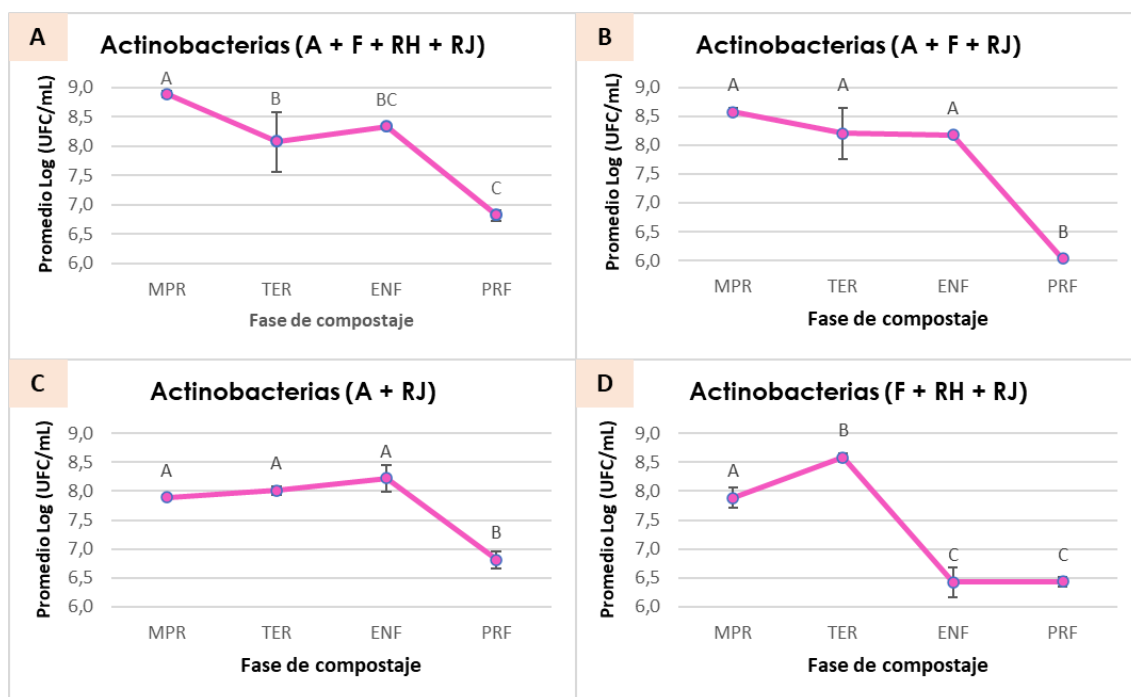 A
Actinobacterias (A + F + RH + RJ)
Promedio Log (UFC/mL)
9,0
8,5
8,0
7,5
7,0
6,5
6,0
A
B
BC
C
MPR
TER
ENF
PRF
Fase de compostaje
B
Actinobacterias (A + F + RJ)
Promedio Log (UFC/mL)
9,0
8,5
8,0
7,5
7,0
6,5
6,0
A
A
A
B
MPR
TER
ENF
PRF
Fase de compostaje
C
Actinobacterias (A + RJ)
Promedio Log (UFC/mL)
9,0
8,5
8,0
7,5
7,0
6,5
6,0
A
A
A
B
MPR
TER
ENF
PRF
Fase de compostaje
D
Actinobacterias (F + RH + RJ)
Promedio Log (UFC/mL)
9,0
8,5
8,0
7,5
7,0
6,5
6,0
A
B
C
C
MPR
TER
ENF
PRF
Fase de compostaje